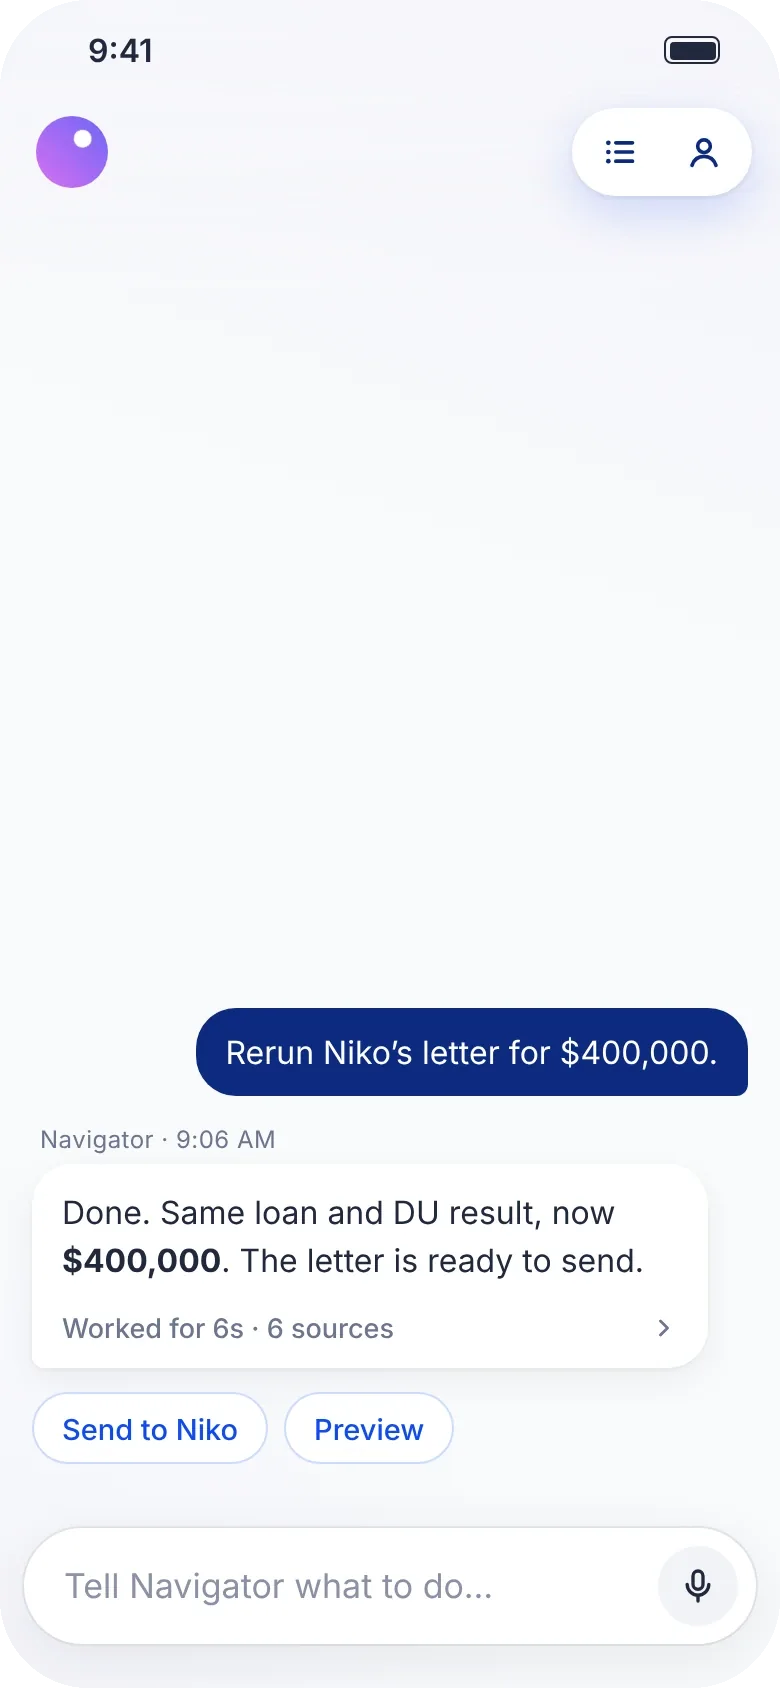 9:41
Rerun Niko’s letter for $400,000.
Navigator · 9:06 AM
Done. Same loan and DU result, now
$400,000. The letter is ready to send.
Worked for 6s · 6 sources
Send to Niko
Preview
Tell Navigator what to do...